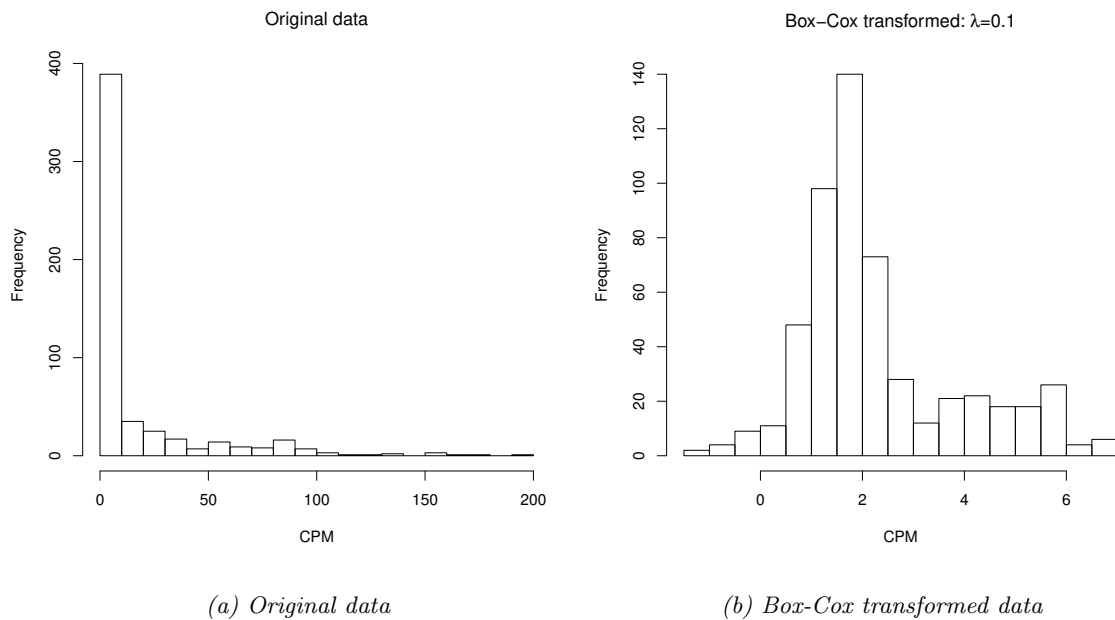 Original data
Frequency
0
100
200
300
400
0
50
100
150
200
CPM
(a) Original data
Box−Cox transformed: λ=0.1
Frequency
0
20
40
60
80
100
120
140
0
2
4
6
CPM
(b) Box-Cox transformed data